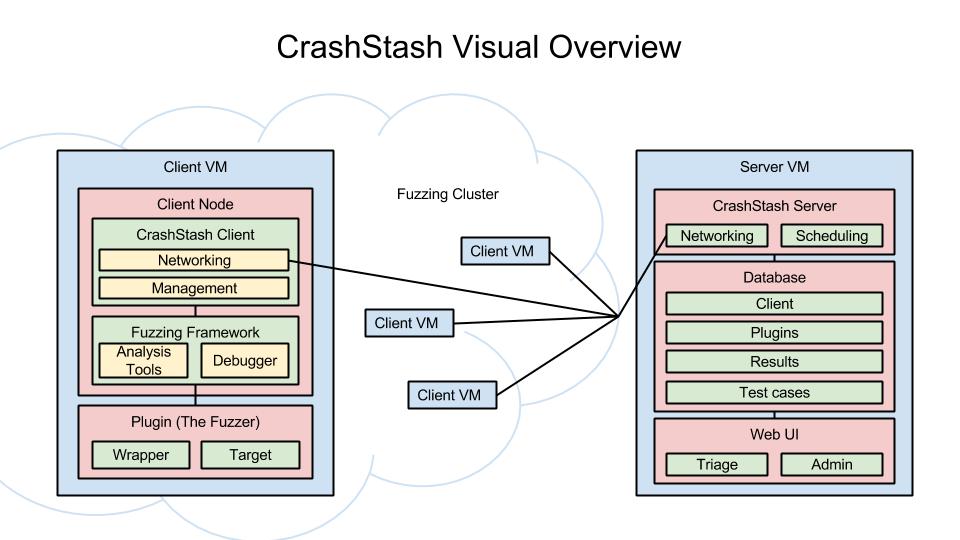 CrashStash Visual Overview
Client VM
Client Node
CrashStash Client
Networking
Management
Fuzzing Framework
Analysis
Tools
Debugger
Plugin (The Fuzzer)
Wrapper
Target
Fuzzing Cluster
Client VM
Client VM
Client VM
Server VM
CrashStash Server
Networking
Scheduling
Database
Client
Plugins
Results
Test cases
Web UI
Triage
Admin